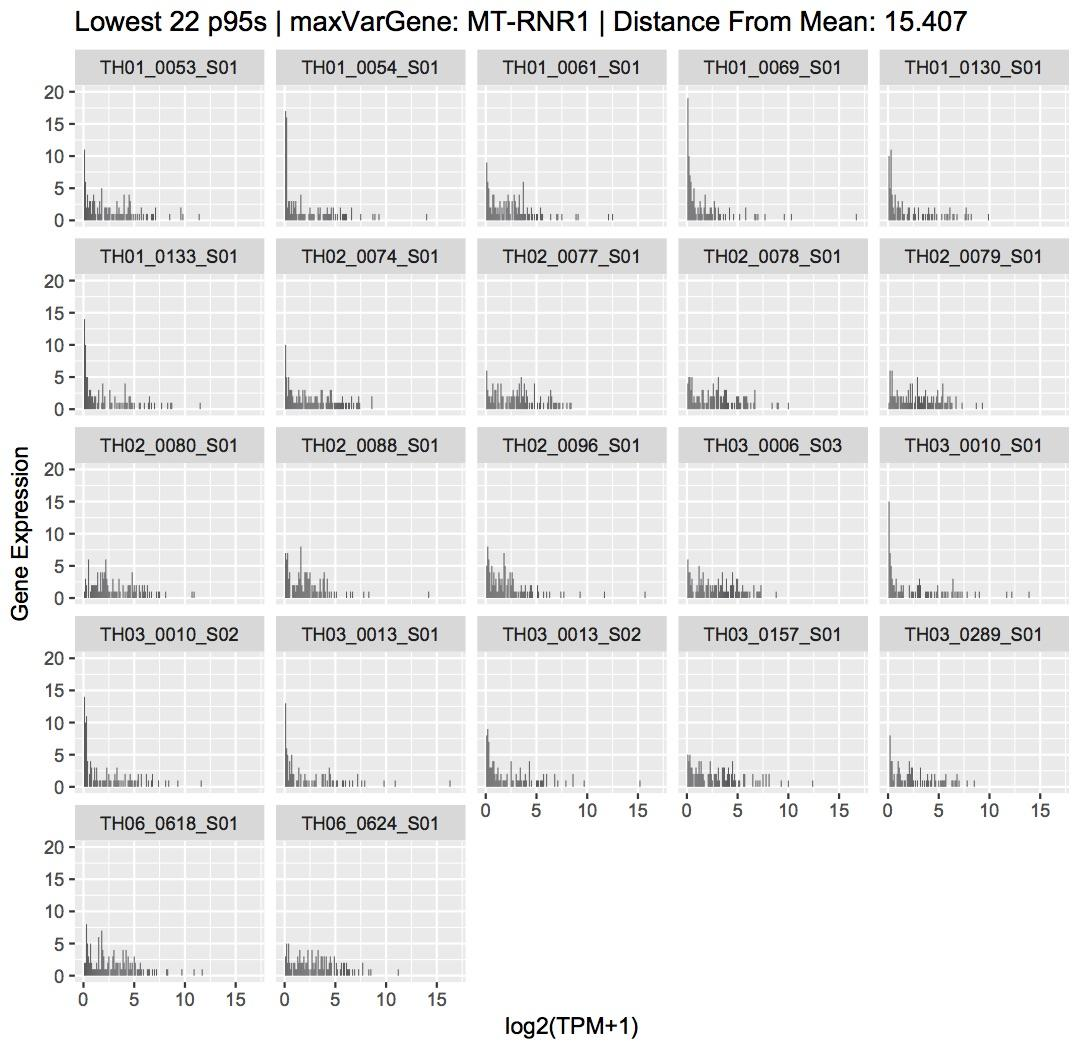 Lowest 22 p95s | maxVarGene: MT-RNR1 | Distance From Mean: 15.407
TH01_0053_S01 TH01_0054_S01 TH01_0061_S01 TH01_0069_S01 TH01_0130_S01
20
15
10
5
0
TH01_0133_S01 TH02_0074_S01 TH02_0077_S01 TH02_0078_S01 TH02_0079_S01
20
15
10
5
0
Gene Expression
TH02_0080_S01 TH02_0088_S01 TH02_0096_S01 TH03_0006_S03 TH03_0010_S01
20
15
10
5
0
TH03_0010_S02 TH03_0013_S01 TH03_0013_S02 TH03_0157_S01 TH03_0289_S01
20
15
10
5
0
0 5 10 15 0 5 10 15 0 5 10 15
TH06_0618_S01 TH06_0624_S01
20
15
10
5
0
0 5 10 15 0 5 10 15
log2(TPM+1)